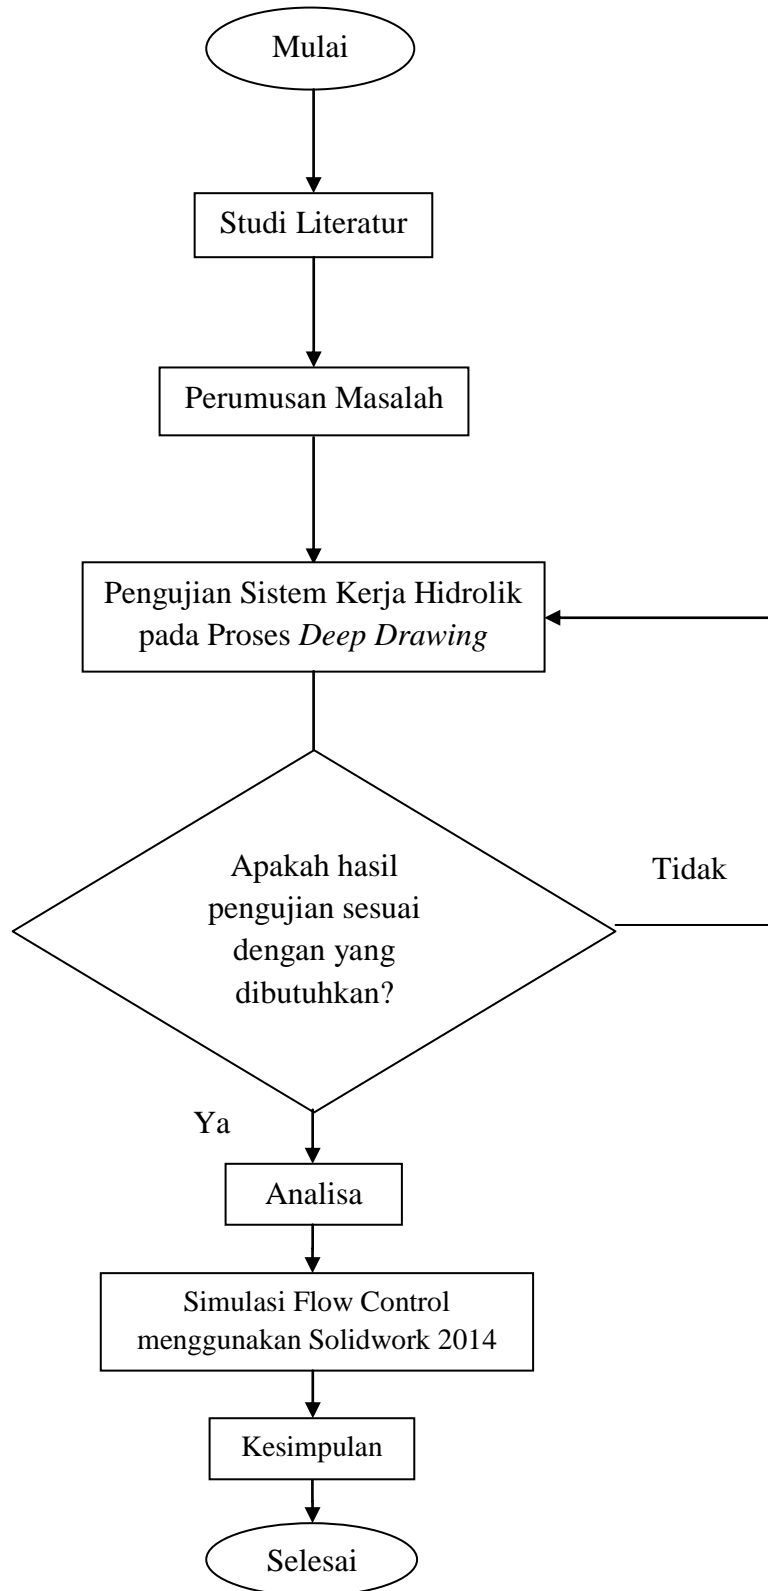 Mulai
Studi Literatur
Perumusan Masalah
Pengujian Sistem Kerja Hidrolik
pada Proses Deep Drawing
Apakah hasil
pengujian sesuai
dengan yang
dibutuhkan?
Tidak
Ya
Analisa
Simulasi Flow Control
menggunakan Solidwork 2014
Kesimpulan
Selesai